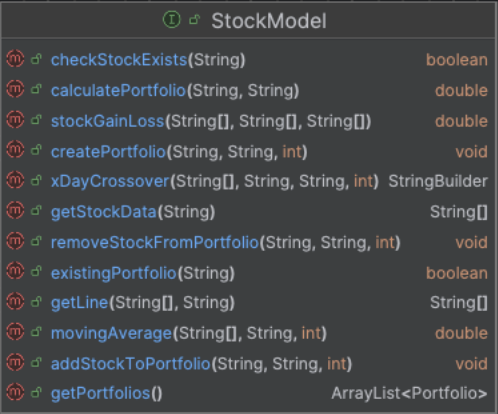 StockModel
checkStockExists(String) boolean
calculatePortfolio(String, String) double
stockGainLoss(String[], String[], String[]) double
createPortfolio(String, String, int) void
xDayCrossover(String[], String, String, int) StringBuilder
getStockData(String) String[]
removeStockFromPortfolio(String, String, int) void
existingPortfolio(String) boolean
getLine(String[], String) String[]
movingAverage(String[], String, int) double
addStockToPortfolio(String, String, int) void
getPortfolios() ArrayList<Portfolio>